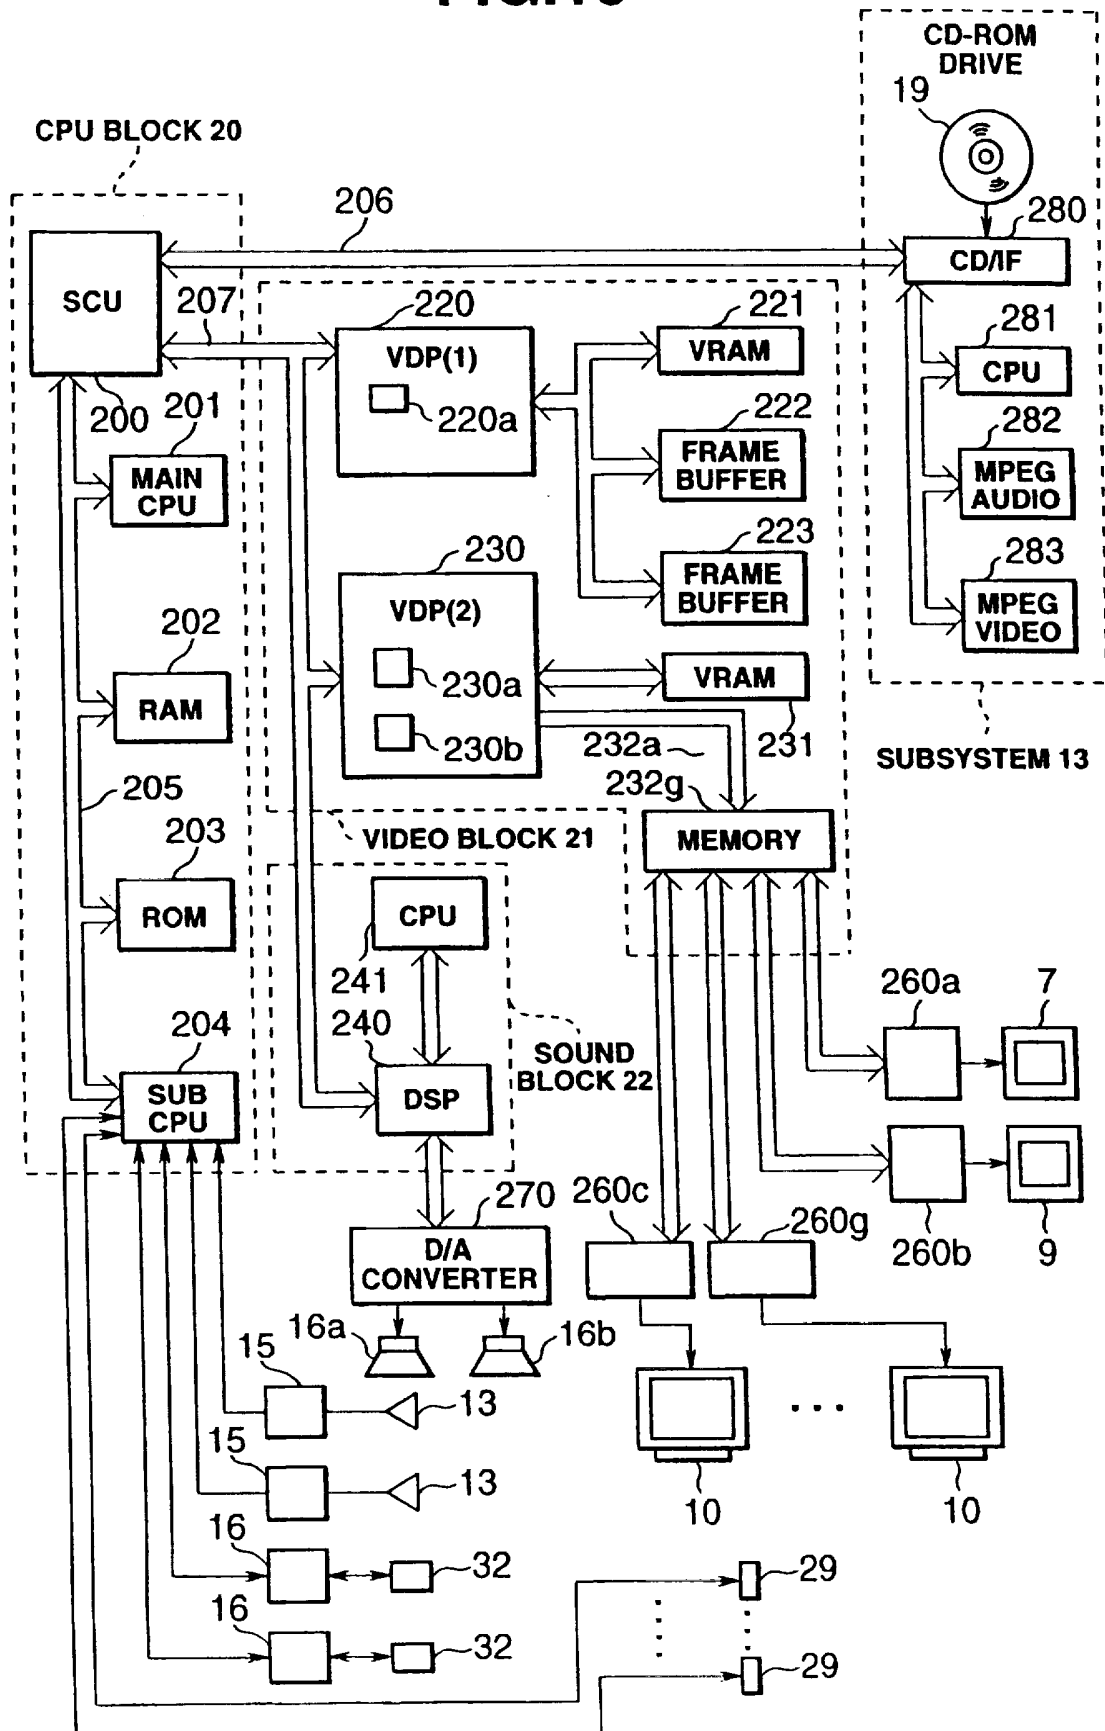 CD-ROM
DRIVE
19
CPU BLOCK 20
206
280
SCU
CD/IF
207
220
221
281
VDP(1)
VRAM
CPU
200
201
220a
222
282
MAIN
CPU
FRAME
BUFFER
MPEG
AUDIO
230
223
283
VDP(2)
FRAME
BUFFER
MPEG
VIDEO
202
230a
VRAM
RAM
230b
232a
231
SUBSYSTEM 13
205
232g
203
VIDEO BLOCK 21
MEMORY
ROM
CPU
241
260a
7
204
240
SOUND
BLOCK 22
SUB
CPU
DSP
270
260c
260g
260b
9
D/A
CONVERTER
16a
16b
15
13
15
13
10
10
16
32
29
16
32
29